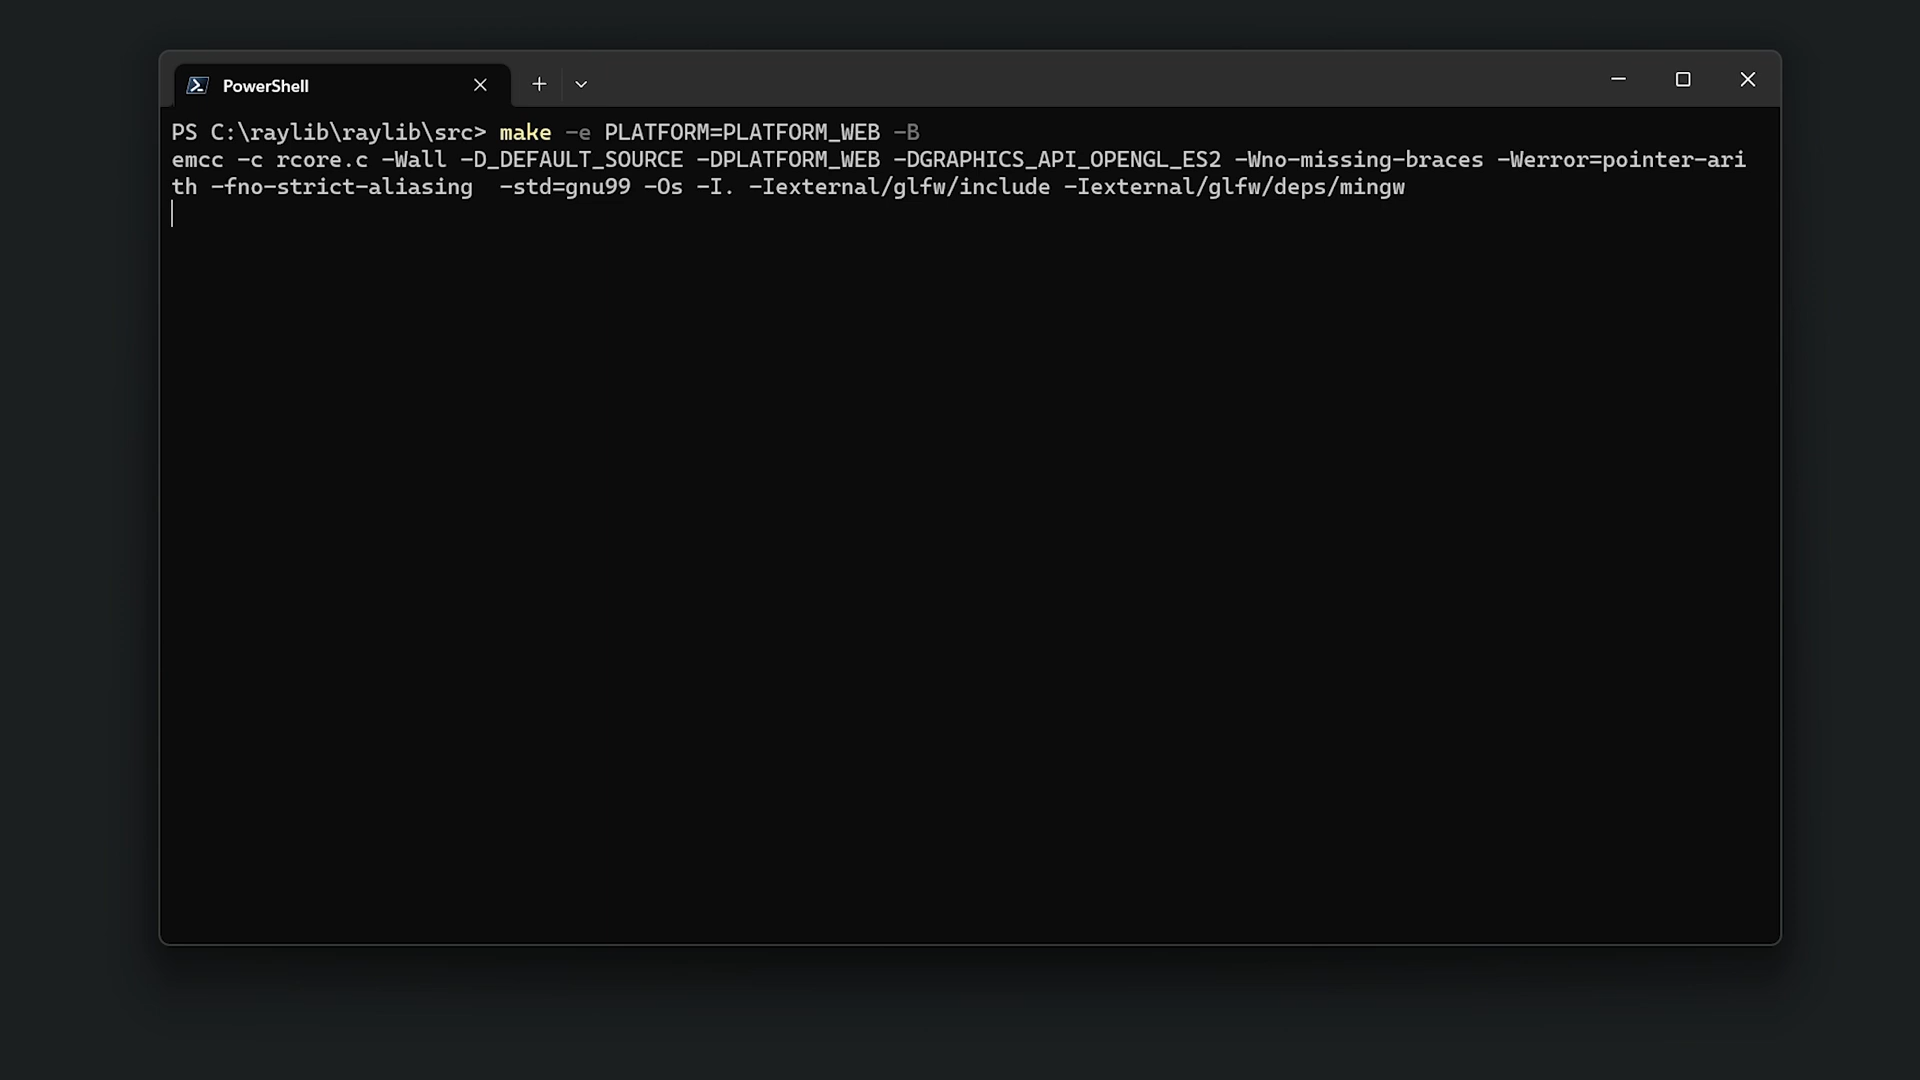 PowerShell
PS C:\raylib\raylib\src> make -e PLATFORM=PLATFORM_WEB -B
emcc -c rcore.c -Wall -D_DEFAULT_SOURCE -DPLATFORM_WEB -DGRAPHICS_API_OPENGL_ES2 -Wno-missing-braces -Werror=pointer-ari
th -fno-strict-aliasing  -std=gnu99 -Os -I. -Iexternal/glfw/include -Iexternal/glfw/deps/mingw